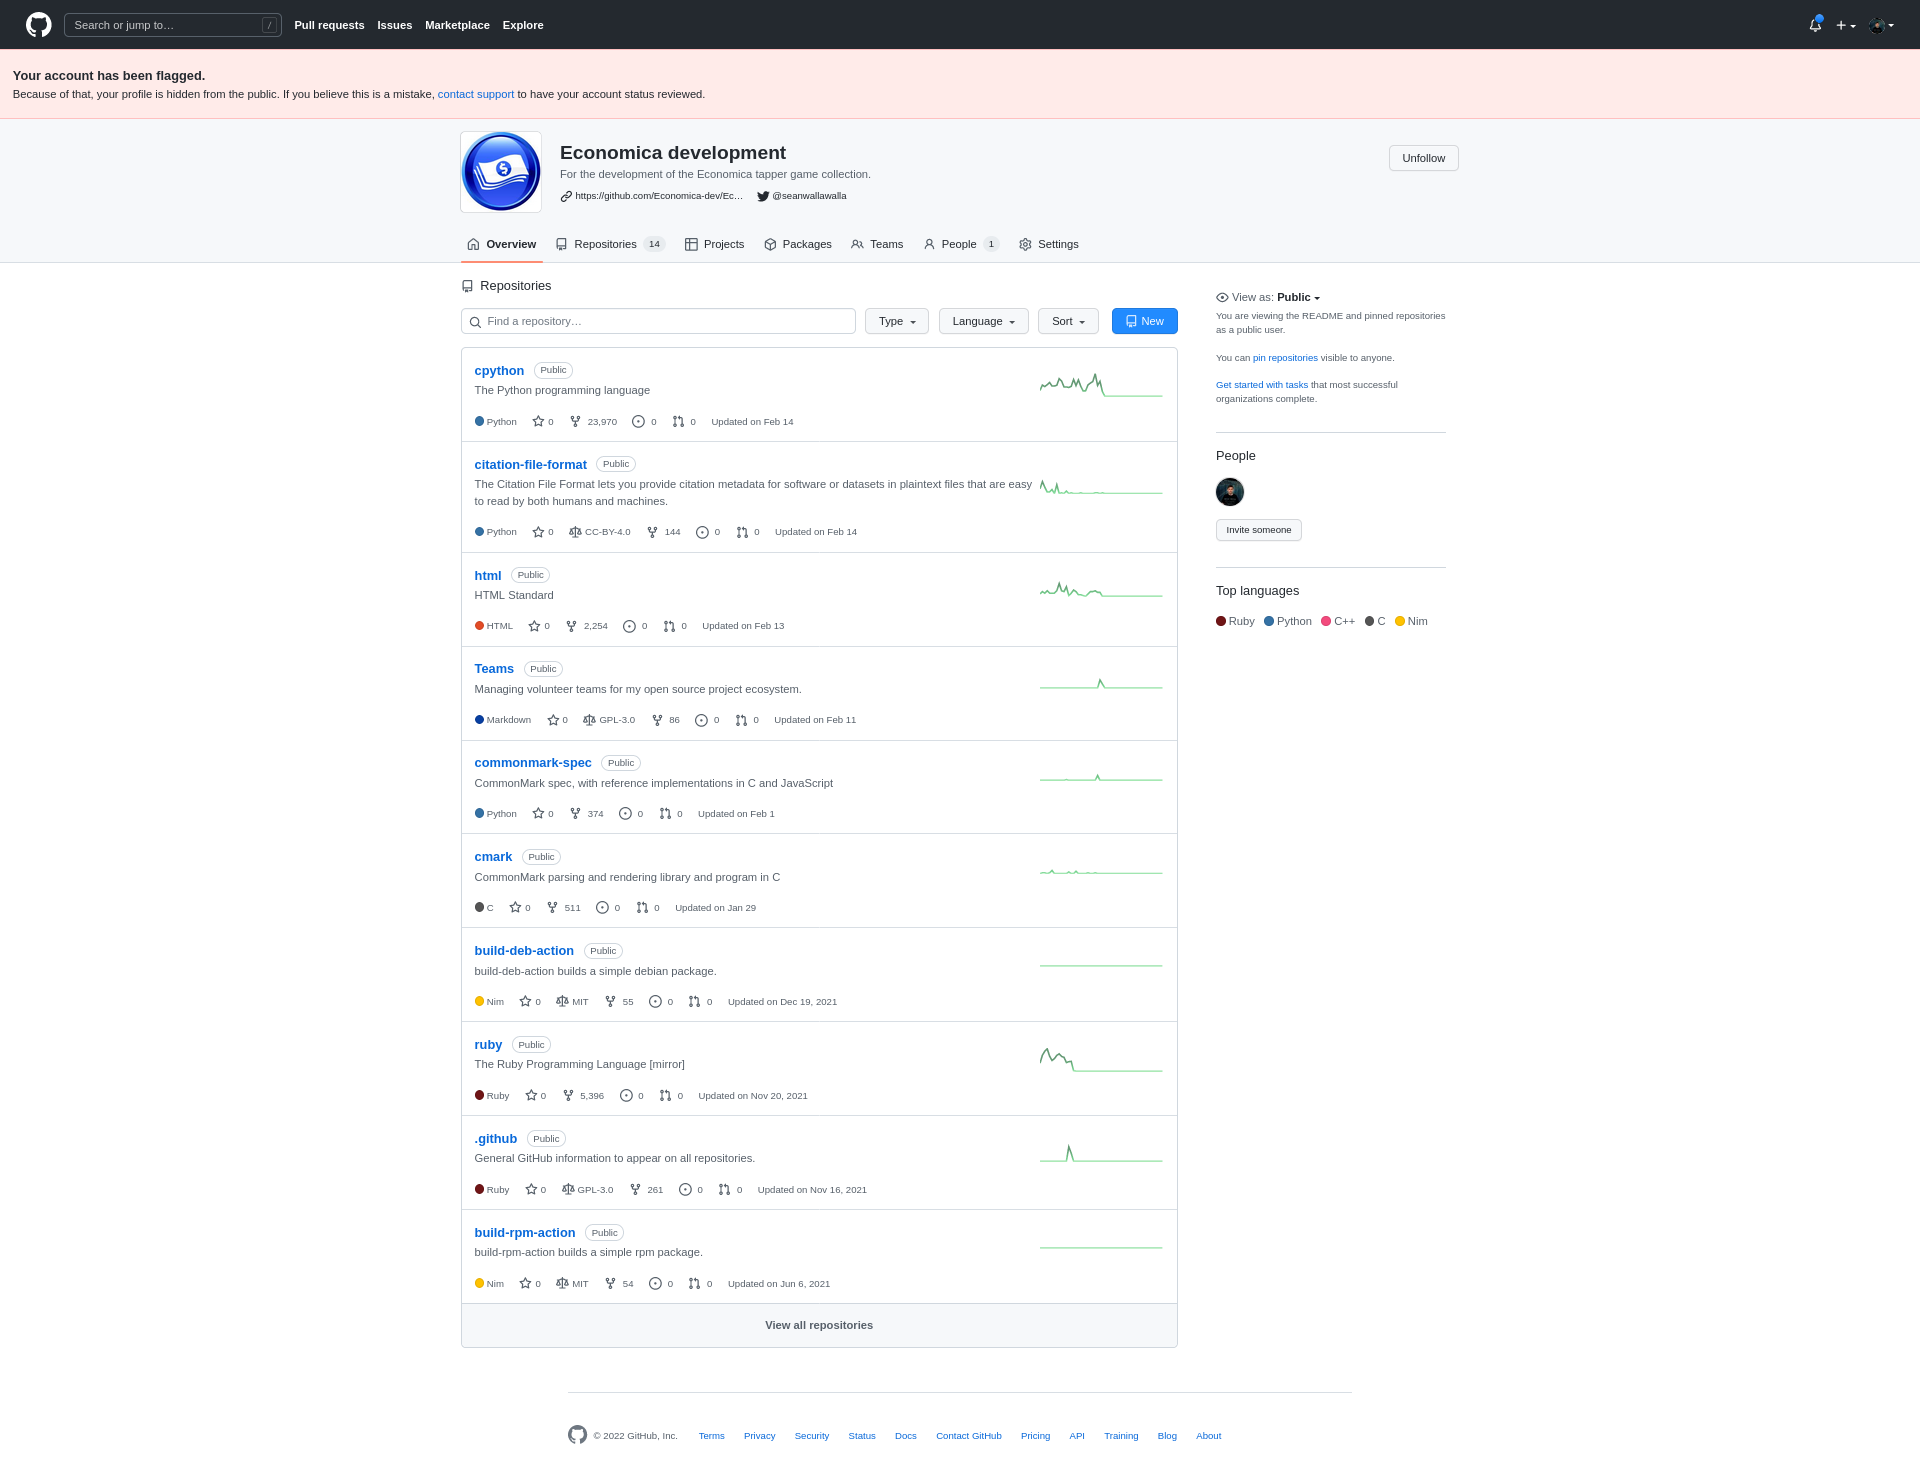 Search or jump to… /
Pull requests Issues Marketplace Explore
Your account has been flagged.
Because of that, your profile is hidden from the public. If you believe this is a mistake, contact support to have your account status reviewed.
Economica development
For the development of the Economica tapper game collection.
https://github.com/Economica-dev/Ec… @seanwallawalla
Unfollow
Overview Repositories 14 Projects Packages Teams People 1 Settings
Repositories
Find a repository… Type Language Sort New
cpython Public
The Python programming language
Python 0 23,970 0 0 Updated on Feb 14
citation-file-format Public
The Citation File Format lets you provide citation metadata for software or datasets in plaintext files that are easy
to read by both humans and machines.
Python 0 CC-BY-4.0 144 0 0 Updated on Feb 14
html Public
HTML Standard
HTML 0 2,254 0 0 Updated on Feb 13
Teams Public
Managing volunteer teams for my open source project ecosystem.
Markdown 0 GPL-3.0 86 0 0 Updated on Feb 11
commonmark-spec Public
CommonMark spec, with reference implementations in C and JavaScript
Python 0 374 0 0 Updated on Feb 1
cmark Public
CommonMark parsing and rendering library and program in C
C 0 511 0 0 Updated on Jan 29
build-deb-action Public
build-deb-action builds a simple debian package.
Nim 0 MIT 55 0 0 Updated on Dec 19, 2021
ruby Public
The Ruby Programming Language [mirror]
Ruby 0 5,396 0 0 Updated on Nov 20, 2021
.github Public
General GitHub information to appear on all repositories.
Ruby 0 GPL-3.0 261 0 0 Updated on Nov 16, 2021
build-rpm-action Public
build-rpm-action builds a simple rpm package.
Nim 0 MIT 54 0 0 Updated on Jun 6, 2021
View all repositories
View as: Public
You are viewing the README and pinned repositories
as a public user.
You can pin repositories visible to anyone.
Get started with tasks that most successful
organizations complete.
People
Invite someone
Top languages
Ruby Python C++ C Nim
© 2022 GitHub, Inc. Terms Privacy Security Status Docs Contact GitHub Pricing API Training Blog About